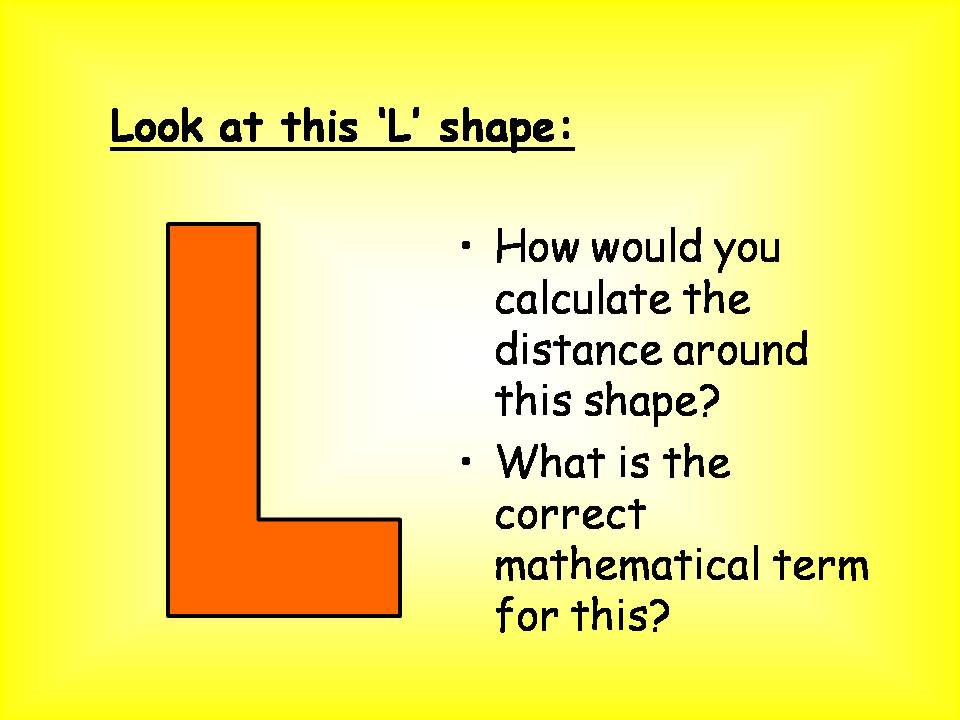 Look at this ‘L’ shape:
• How would you
calculate the
distance around
this shape?
• What is the
correct
mathematical term
for this?